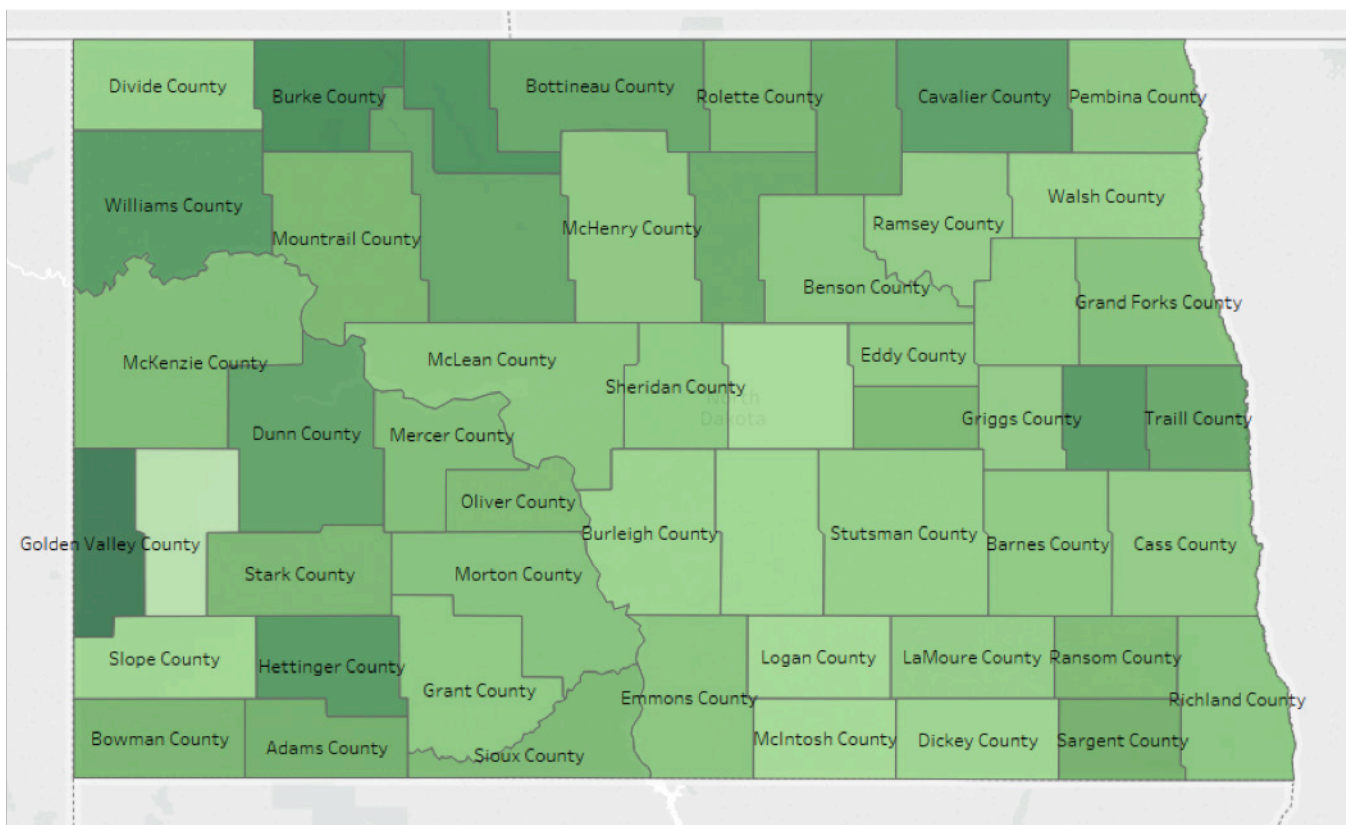 Divide County
Burke County
Bottineau County
Rolette County
Cavalier County
Pembina County
Williams County
Mountrail County
McHenry County
Ramsey County
Walsh County
Benson County
Grand Forks County
McKenzie County
McLean County
Sheridan County
Eddy County
North
Dakota
Dunn County
Mercer County
Griggs County
Traill County
Oliver County
Golden Valley County
Stark County
Morton County
Burleigh County
Stutsman County
Barnes County
Cass County
Slope County
Hettinger County
Grant County
Emmons County
Logan County
LaMoure County
Ransom County
Richland County
Bowman County
Adams County
Sioux County
McIntosh County
Dickey County
Sargent County